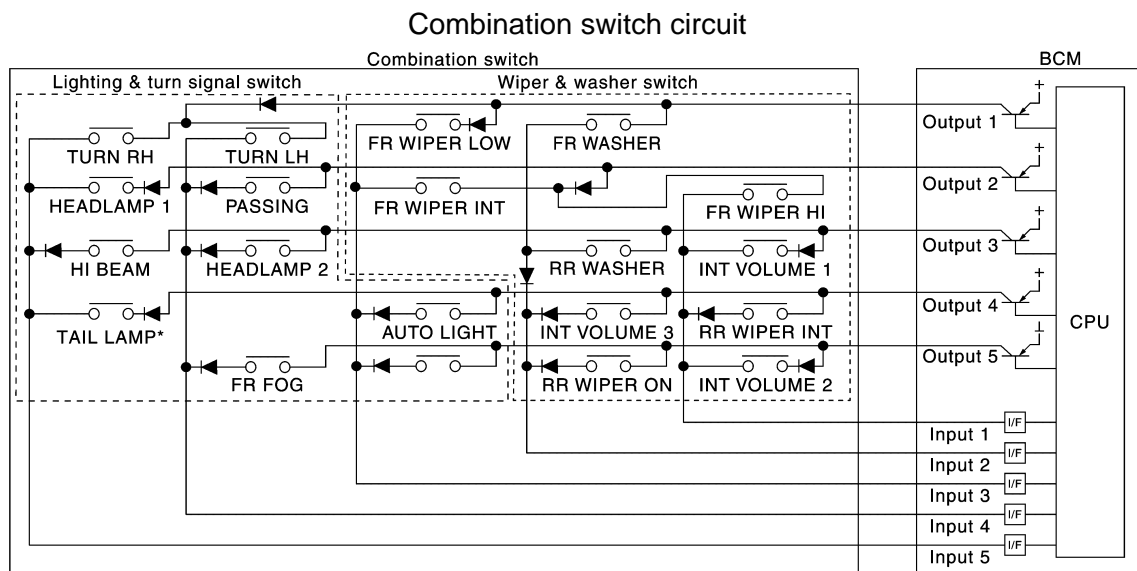 Combination switch circuit
Combination switch
BCM
Lighting & turn signal switch
Wiper & washer switch
+
Output 1
TURN RH
TURN LH
FR WIPER LOW
FR WASHER
+
Output 2
HEADLAMP 1
PASSING
FR WIPER INT
FR WIPER HI
+
Output 3
HI BEAM
HEADLAMP 2
RR WASHER
INT VOLUME 1
+
Output 4
CPU
TAIL LAMP*
AUTO LIGHT
INT VOLUME 3
RR WIPER INT
Output 5
FR FOG
RR WIPER ON
INT VOLUME 2
I/F
Input 1
I/F
Input 2
I/F
Input 3
I/F
Input 4
I/F
Input 5